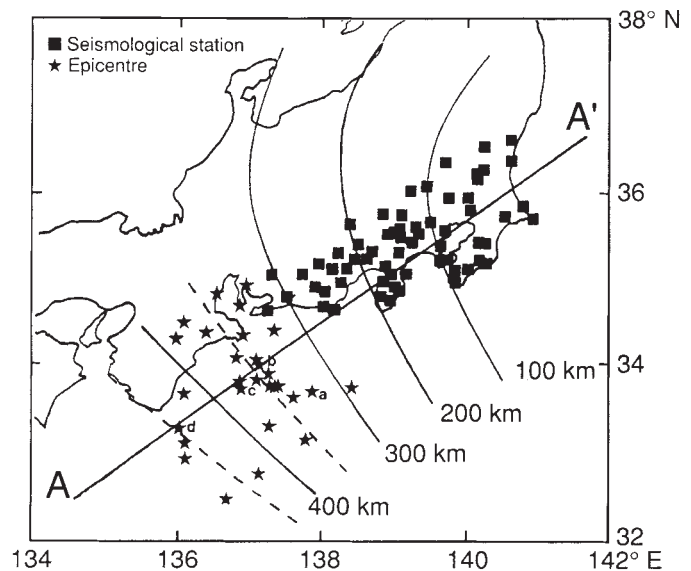 38° N
■ Seismological station
★ Epicentre
A'
36
b
c
a
34
100 km
200 km
d
300 km
A
400 km
32
134
136
138
140
142° E